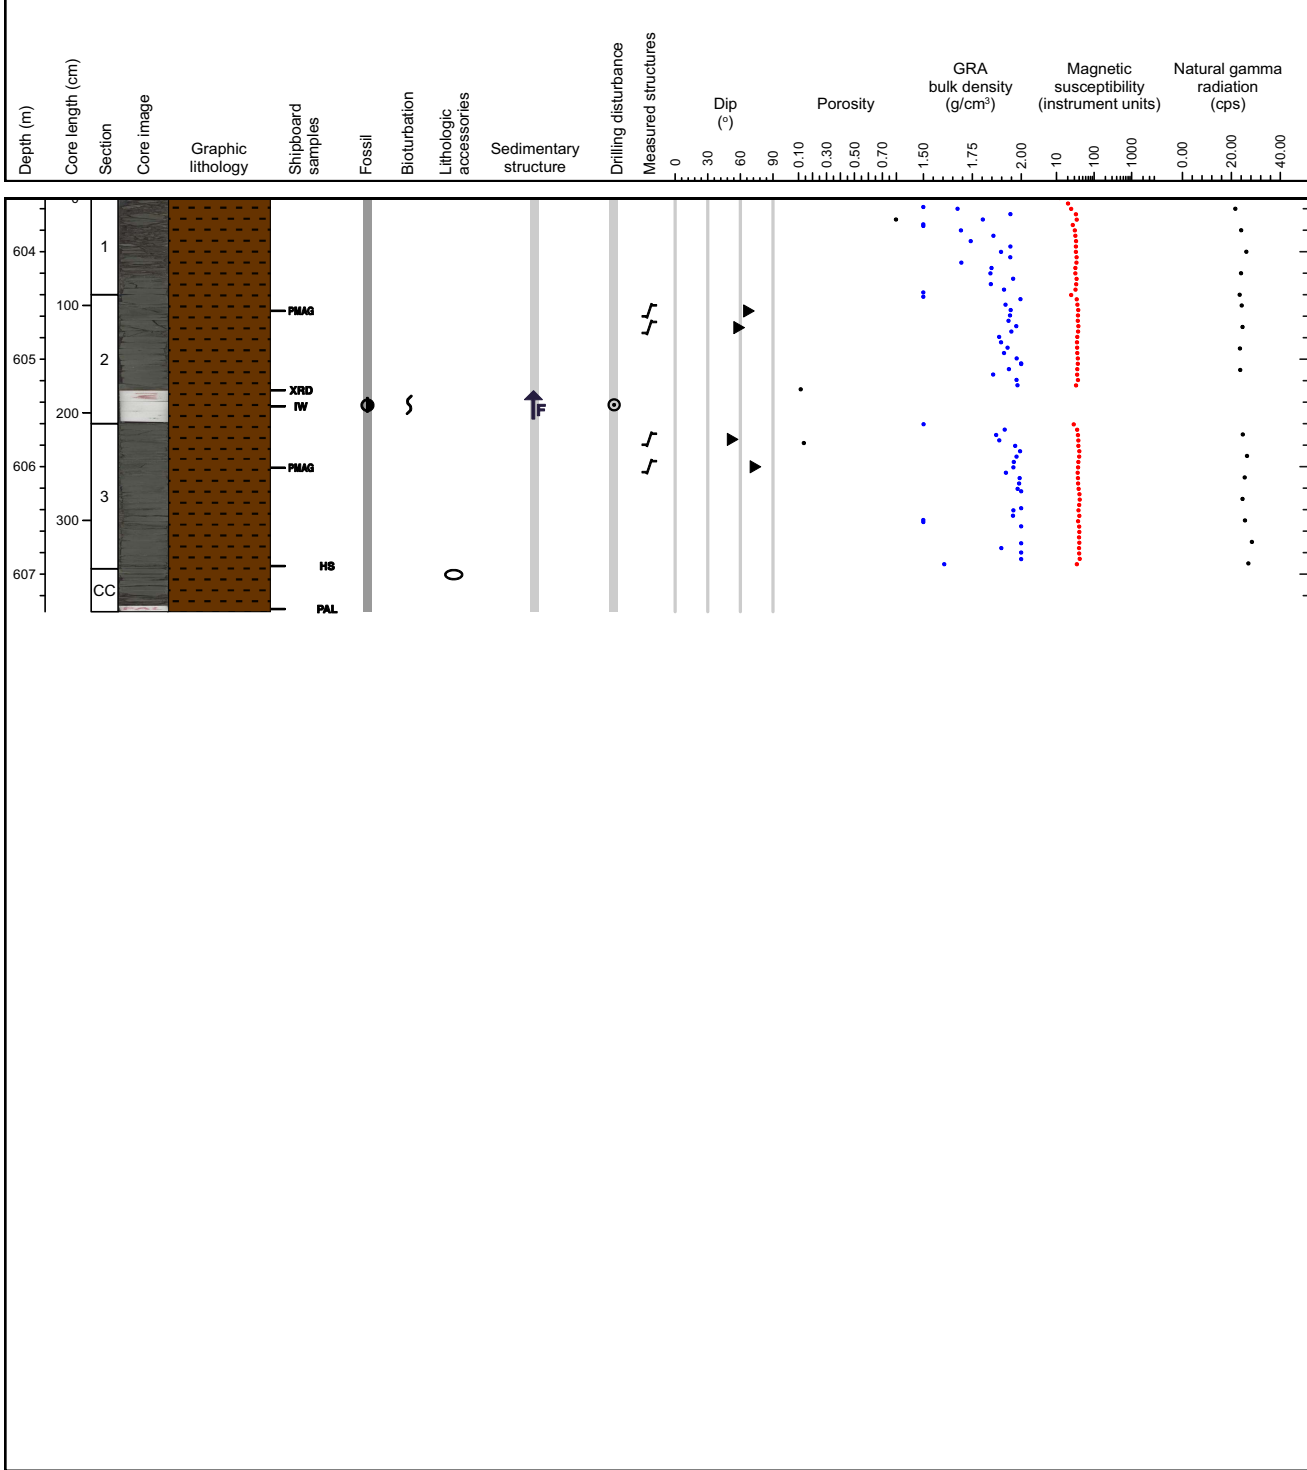 Depth (m)
Core length (cm)
Section
Core image
Graphic
lithology
Shipboard
samples
Fossil
Bioturbation
Lithologic
accessories
Sedimentary
structure
Drilling disturbance
Measured structures
Dip
(°)
Porosity
GRA
bulk density
(g/cm³)
Magnetic
susceptibility
(instrument units)
Natural gamma
radiation
(cps)
0 30 60 90
0.10 0.30 0.50 0.70
1.50 1.75 2.00
10 100 1000
0.00 20.00 40.00
0
1
604
100
PMAG
2
605
XRD
IW
F
200
606
PMAG
3
300
HS
607
CC
PAL